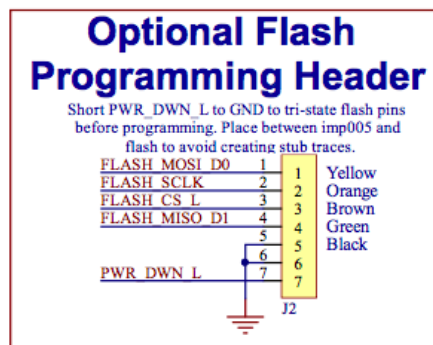 Optional Flash
Programming Header
Short PWR_DWN_L to GND to tri-state flash pins
before programming. Place between imp005 and
flash to avoid creating stub traces.
FLASH_MOSI_D0 1 1 Yellow
FLASH_SCLK 2 2 Orange
FLASH_CS_L 3 3 Brown
FLASH_MISO_D1 4 4 Green
5 5 Black
6 6
PWR_DWN_L 7 7
J2